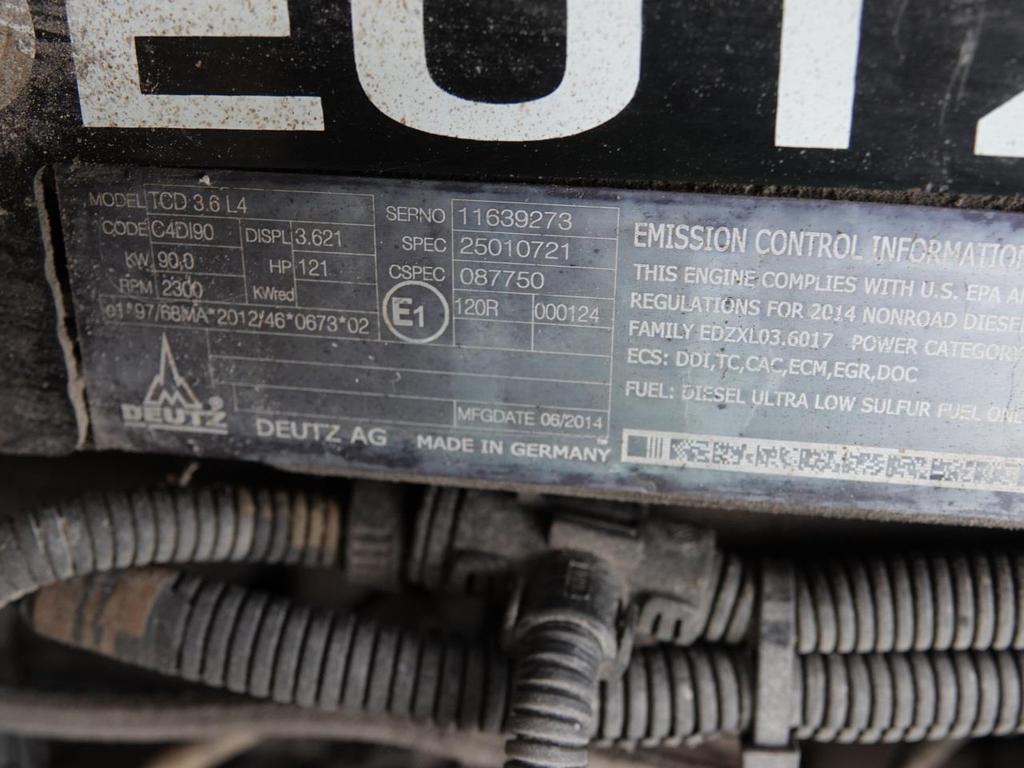 DEUTZ
MODEL TCD 3.6 L4
CODE C4DI90 DISPL 3.621
KW 90,0 HP 121
RPM 2300 KWred
e1*97/68MA*2012/46*0673*02
SERNO 11639273
SPEC 25010721
CSPEC 087750
E1 120R 000124
MFGDATE 06/2014
DEUTZ
DEUTZ AG MADE IN GERMANY
EMISSION CONTROL INFORMATION
THIS ENGINE COMPLIES WITH U.S. EPA
REGULATIONS FOR 2014 NONROAD
FAMILY EDZXL03.6017 POWER CATEGORY
ECS: DDI,TC,CAC,ECM,EGR,DOC
FUEL: DIESEL ULTRA LOW SULFUR FUEL